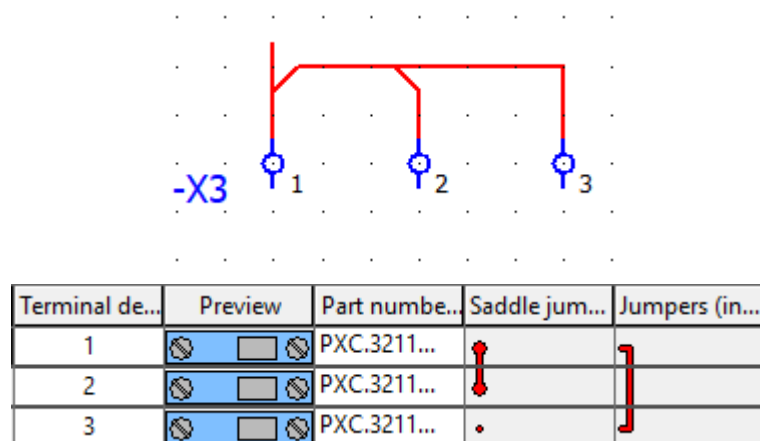 -X3 1 2 3
Terminal de... Preview Part numbe... Saddle jum... Jumpers (in...
1 PXC.3211...
2 PXC.3211...
3 PXC.3211...